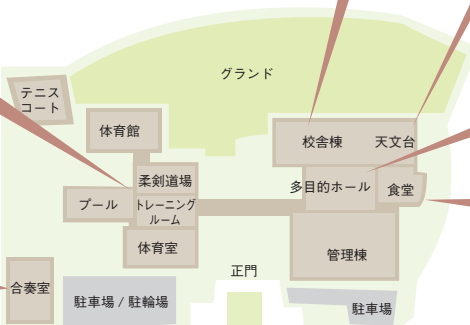 グランド
テニス
コート
体育館
校舎棟
天文台
柔剣道場
多目的ホール
食堂
プール
トレーニング
ルーム
体育室
管理棟
正門
合奏室
駐車場 / 駐輪場
駐車場